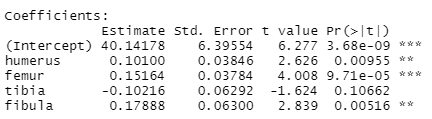 Coefficients:
Estimate Std. Error t value Pr(>|t|)
(Intercept) 40.14178 6.39554 6.277 3.68e-09 ***
humerus 0.10100 0.03846 2.626 0.00955 **
femur 0.15164 0.03784 4.008 9.71e-05 ***
tibia -0.10216 0.06292 -1.624 0.10662
fibula 0.17888 0.06300 2.839 0.00516 **